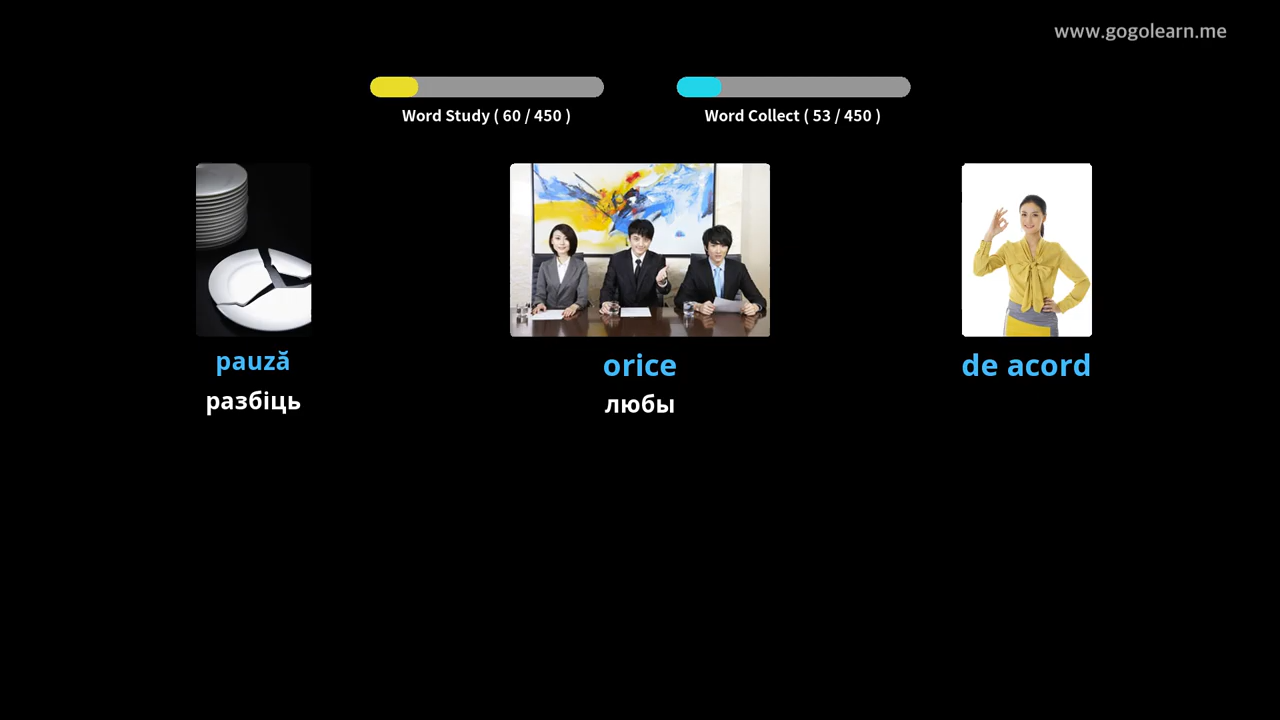 www.gogolearn.me
Word Study ( 60 / 450 )
Word Collect ( 53 / 450 )
pauză
разбіць
orice
любы
de acord